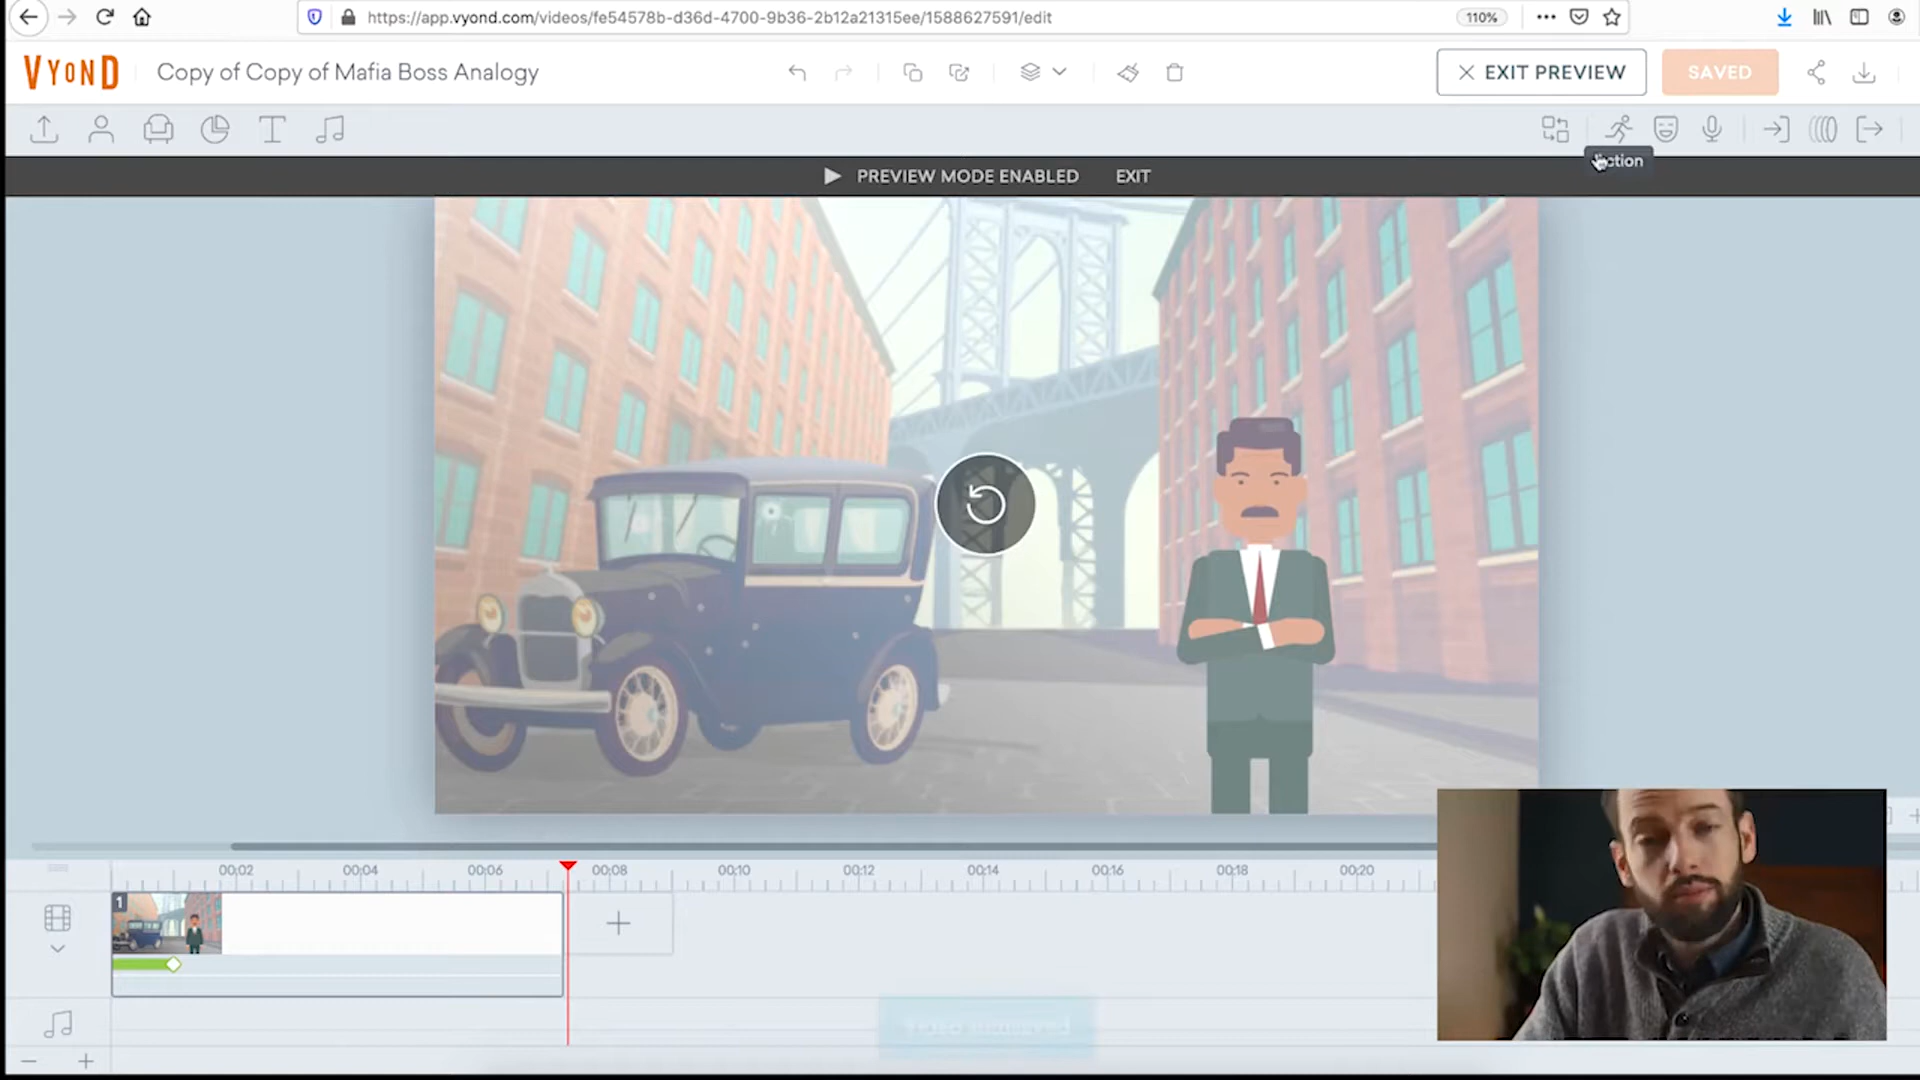 https://app.vyond.com/videos/fe54578b-d36d-4700-9b36-2b12a21315ee/1588627591/edit
110%
VYOND
Copy of Copy of Mafia Boss Analogy
EXIT PREVIEW
SAVED
PREVIEW MODE ENABLED
EXIT
00:02
00:04
00:06
00:08
00:10
00:12
00:14
00:16
00:18
00:20
1